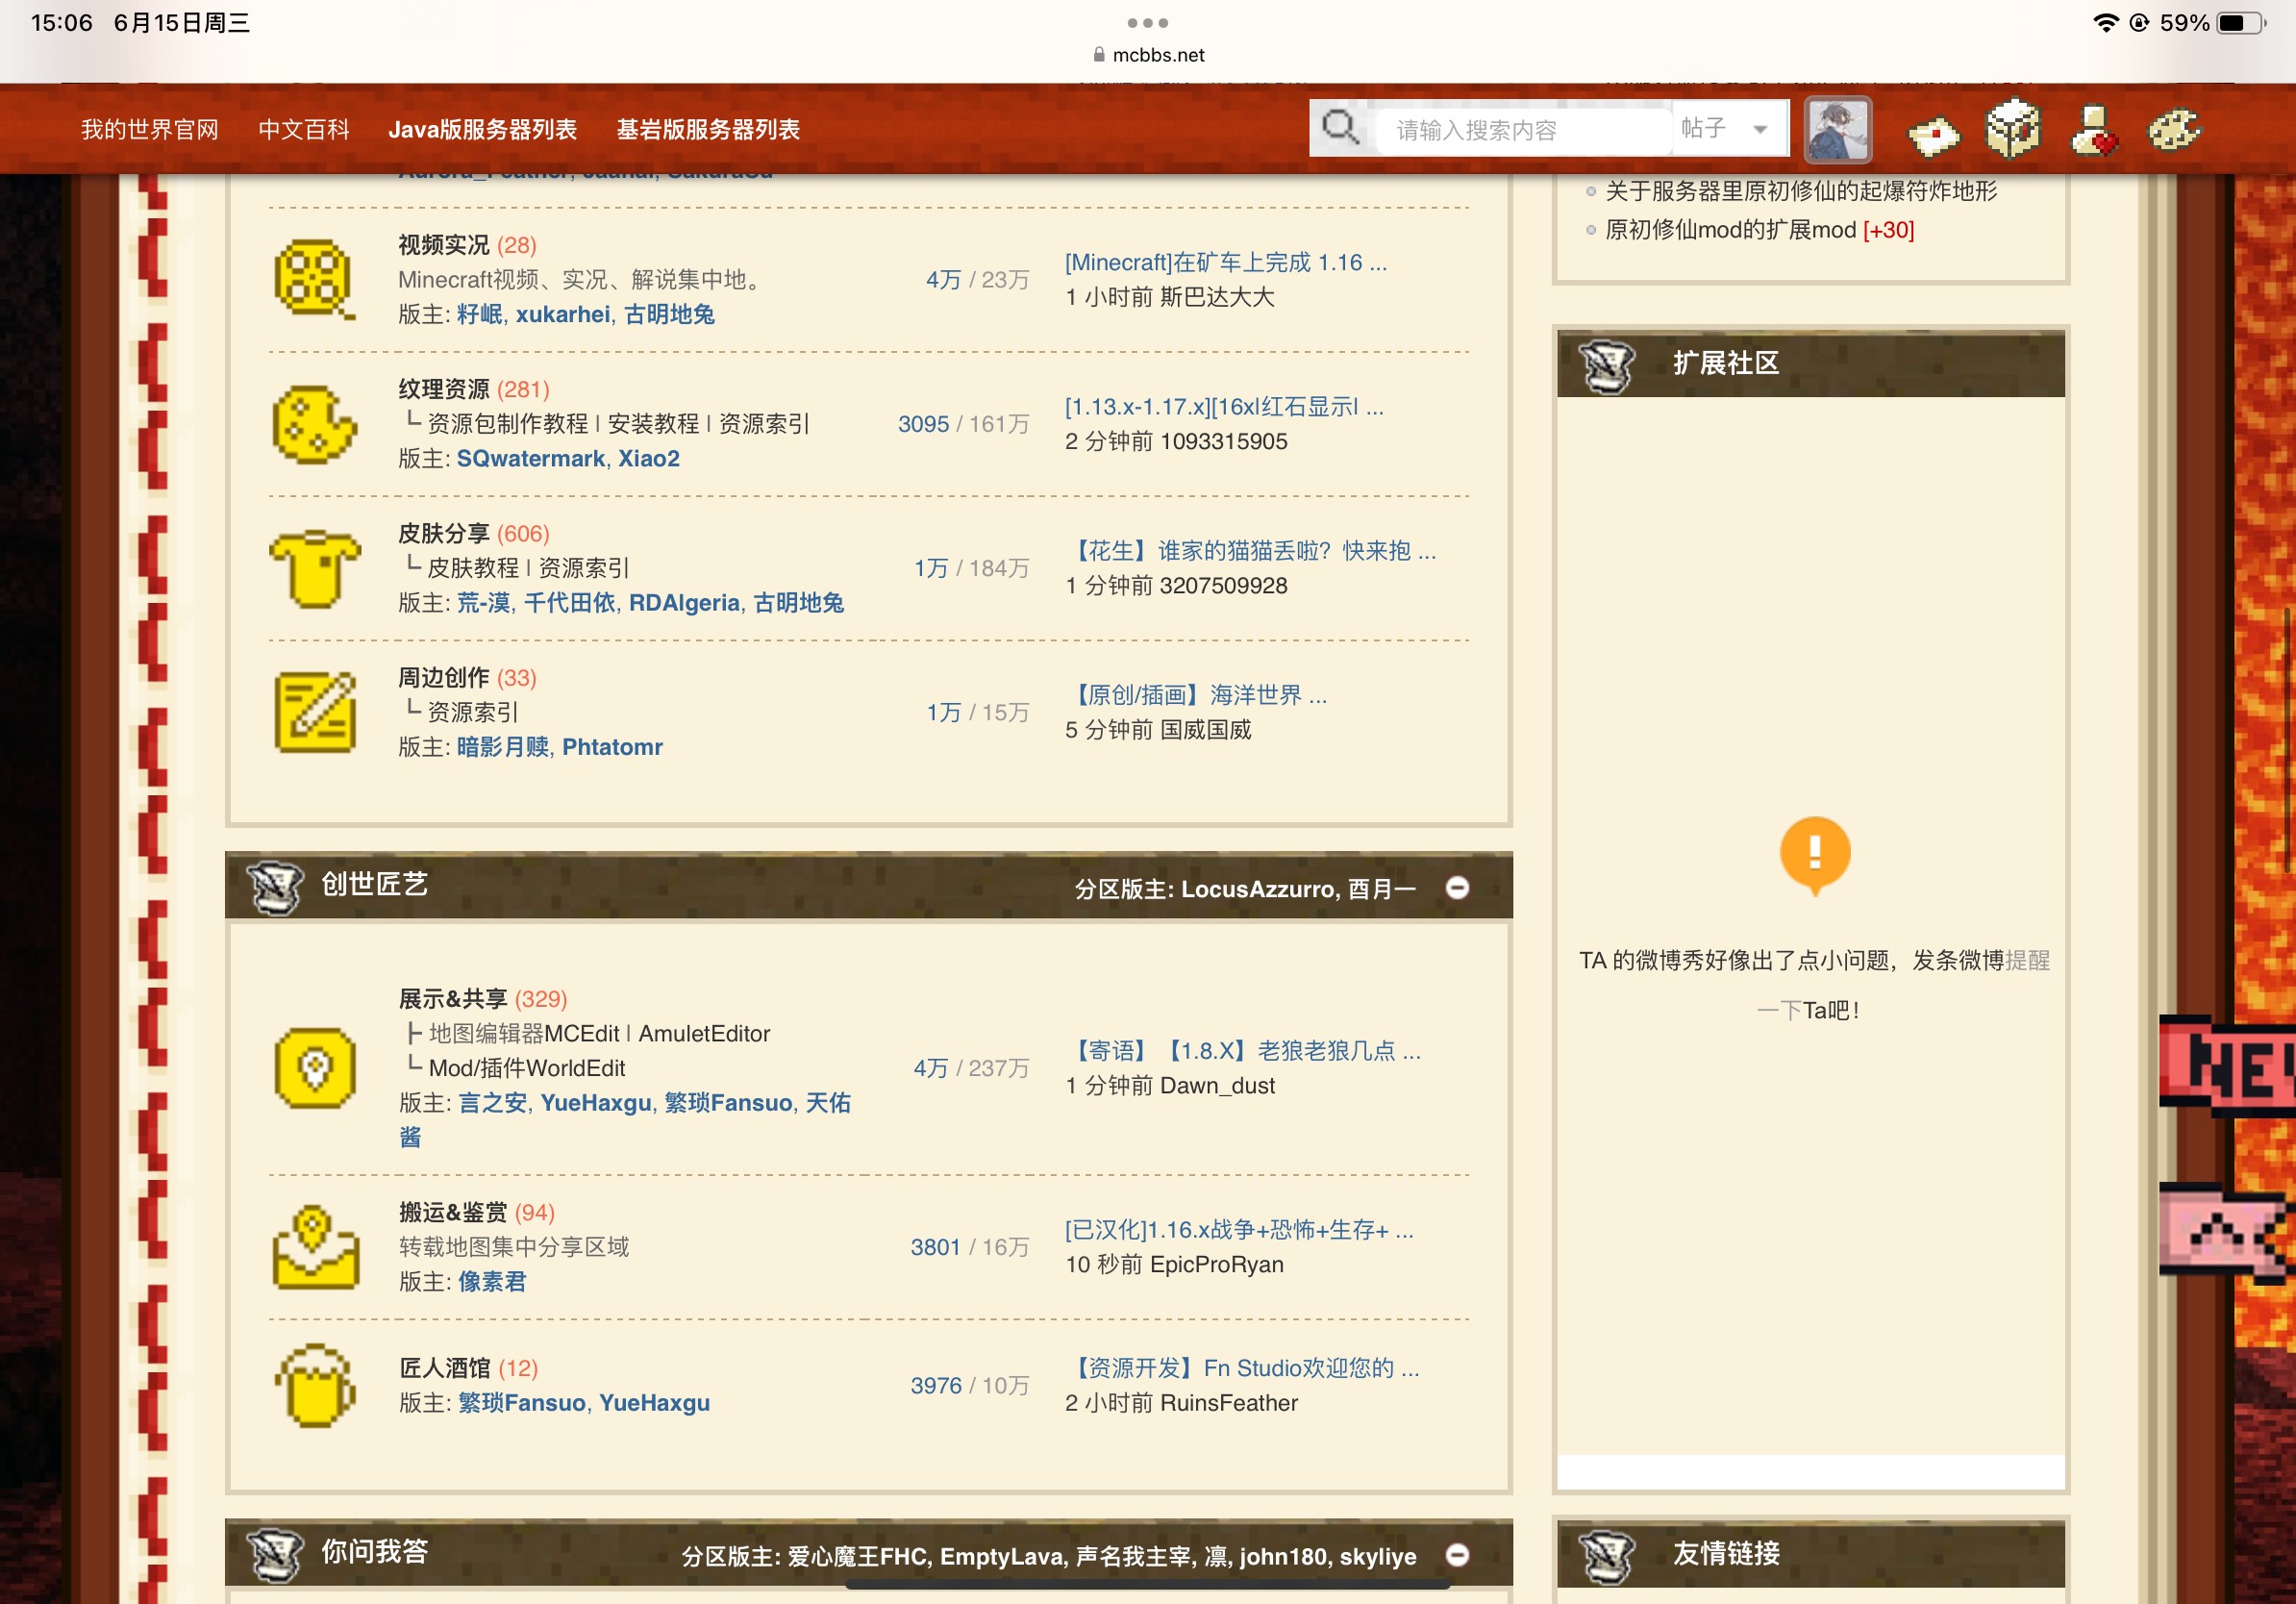 15:06 6月15日周三
59%
mcbbs.net
我的世界官网 中文百科 Java版服务器列表 基岩版服务器列表
请输入搜索内容 帖子
视频实况 (28)
Minecraft视频、实况、解说集中地。
版主: 籽岷, xukarhei, 古明地兔
4万 / 23万
[Minecraft]在矿车上完成 1.16 ...
1 小时前 斯巴达大大
纹理资源 (281)
┗ 资源包制作教程 | 安装教程 | 资源索引
版主: SQwatermark, Xiao2
3095 / 161万
[1.13.x-1.17.x][16x|红石显示| ...
2 分钟前 1093315905
皮肤分享 (606)
┗ 皮肤教程 | 资源索引
版主: 荒-漠, 千代田依, RDAlgeria, 古明地兔
1万 / 184万
【花生】谁家的猫猫丢啦？快来抱 ...
1 分钟前 3207509928
周边创作 (33)
┗ 资源索引
版主: 暗影月赎, Phtatomr
1万 / 15万
【原创/插画】海洋世界 ...
5 分钟前 国威国威
创世匠艺
分区版主: LocusAzzurro, 酉月一
展示&共享 (329)
┣ 地图编辑器MCEdit | AmuletEditor
┗ Mod/插件WorldEdit
版主: 言之安, YueHaxgu, 繁琐Fansuo, 天佑
酱
4万 / 237万
【寄语】【1.8.X】老狼老狼几点 ...
1 分钟前 Dawn_dust
搬运&鉴赏 (94)
转载地图集中分享区域
版主: 像素君
3801 / 16万
[已汉化]1.16.x战争+恐怖+生存+ ...
10 秒前 EpicProRyan
匠人酒馆 (12)
版主: 繁琐Fansuo, YueHaxgu
3976 / 10万
【资源开发】Fn Studio欢迎您的 ...
2 小时前 RuinsFeather
你问我答
分区版主: 爱心魔王FHC, EmptyLava, 声名我主宰, 凛, john180, skyliye
关于服务器里原初修仙的起爆符炸地形
原初修仙mod的扩展mod [+30]
扩展社区
TA 的微博秀好像出了点小问题，发条微博提醒
一下Ta吧！
友情链接